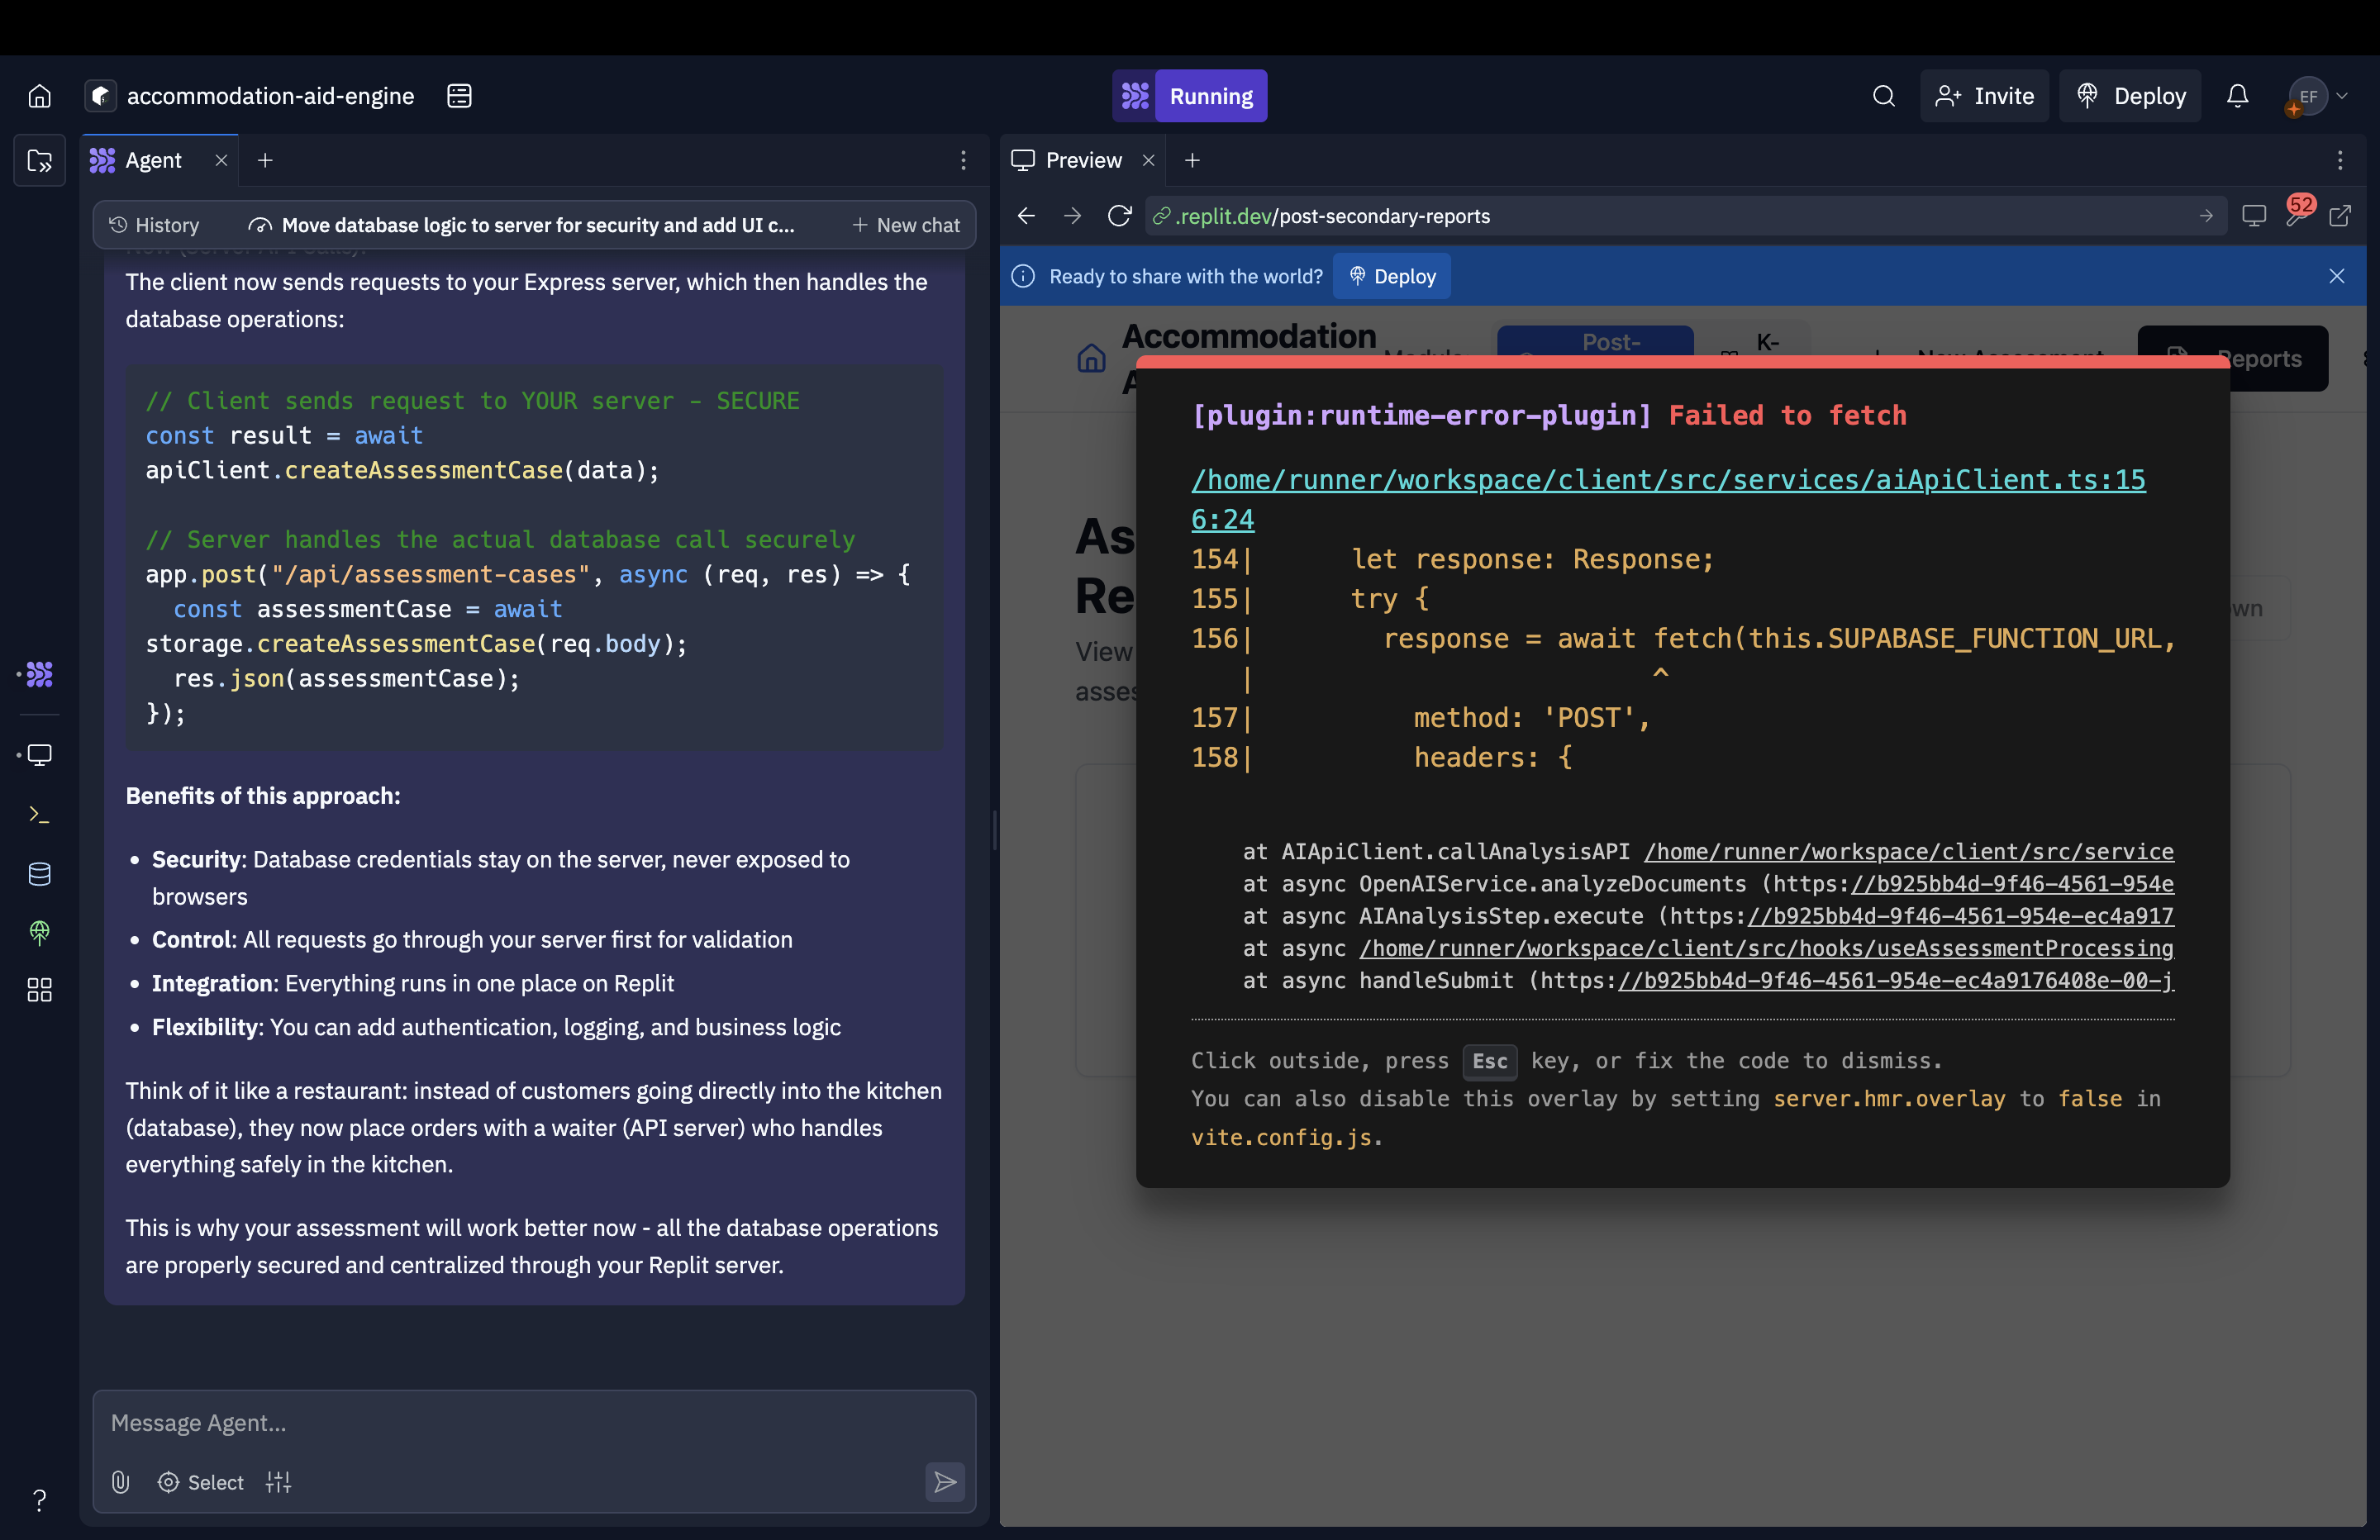 accommodation-aid-engine
Running
Invite
Deploy
EF
Agent
History
Move database logic to server for security and add UI c...
New chat
The client now sends requests to your Express server, which then handles the
database operations:
// Client sends request to YOUR server - SECURE
const result = await
apiClient.createAssessmentCase(data);
// Server handles the actual database call securely
app.post("/api/assessment-cases", async (req, res) => {
const assessmentCase = await
storage.createAssessmentCase(req.body);
res.json(assessmentCase);
});
Benefits of this approach:
• Security: Database credentials stay on the server, never exposed to
browsers
• Control: All requests go through your server first for validation
• Integration: Everything runs in one place on Replit
• Flexibility: You can add authentication, logging, and business logic
Think of it like a restaurant: instead of customers going directly into the kitchen
(database), they now place orders with a waiter (API server) who handles
everything safely in the kitchen.
This is why your assessment will work better now - all the database operations
are properly secured and centralized through your Replit server.
Message Agent...
Select
?
Preview
.replit.dev/post-secondary-reports
52
Ready to share with the world?
Deploy
Accommodation
Post-
K-
New Assessment
Reports
As
Re
View
asses
wn
[plugin:runtime-error-plugin] Failed to fetch
/home/runner/workspace/client/src/services/aiApiClient.ts:15
6:24
154|      let response: Response;
155|      try {
156|        response = await fetch(this.SUPABASE_FUNCTION_URL,
|                         ^
157|          method: 'POST',
158|          headers: {
at AIApiClient.callAnalysisAPI /home/runner/workspace/client/src/service
at async OpenAIService.analyzeDocuments (https://b925bb4d-9f46-4561-954e
at async AIAnalysisStep.execute (https://b925bb4d-9f46-4561-954e-ec4a917
at async /home/runner/workspace/client/src/hooks/useAssessmentProcessing
at async handleSubmit (https://b925bb4d-9f46-4561-954e-ec4a9176408e-00-j
Click outside, press Esc key, or fix the code to dismiss.
You can also disable this overlay by setting server.hmr.overlay to false in
vite.config.js.